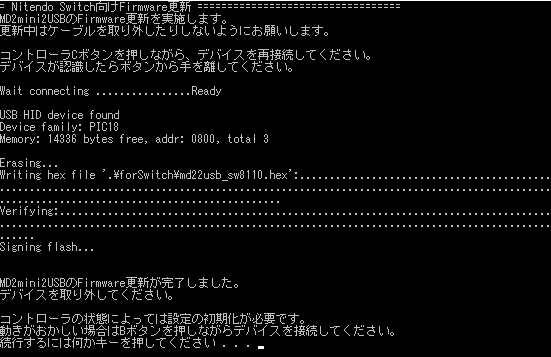 = Nitendo Switch向けFirmware更新 ==================================
MD2mini2USBのFirmware更新を実施します。
更新中はケーブルを取り外したりしないようにお願いします。
コントローラCボタンを押しながら、デバイスを再接続してください。
デバイスが認識したらボタンから手を離してください。
Wait connecting ................Ready
USB HID device found
Device family: PIC18
Memory: 14336 bytes free, addr: 0800, total 3
Erasing...
Writing hex file '.\forSwitch\md22usb_sw8110.hex':..........................................
............................................................................................
...............................................
Verifying:..................................................................................
............................................................................................
......
Signing flash...
MD2mini2USBのFirmware更新が完了しました。
デバイスを取り外してください。
コントローラの状態によっては設定の初期化が必要です。
動きがおかしい場合はBボタンを押しながらデバイスを接続してください。
続行するには何かキーを押してください . . .